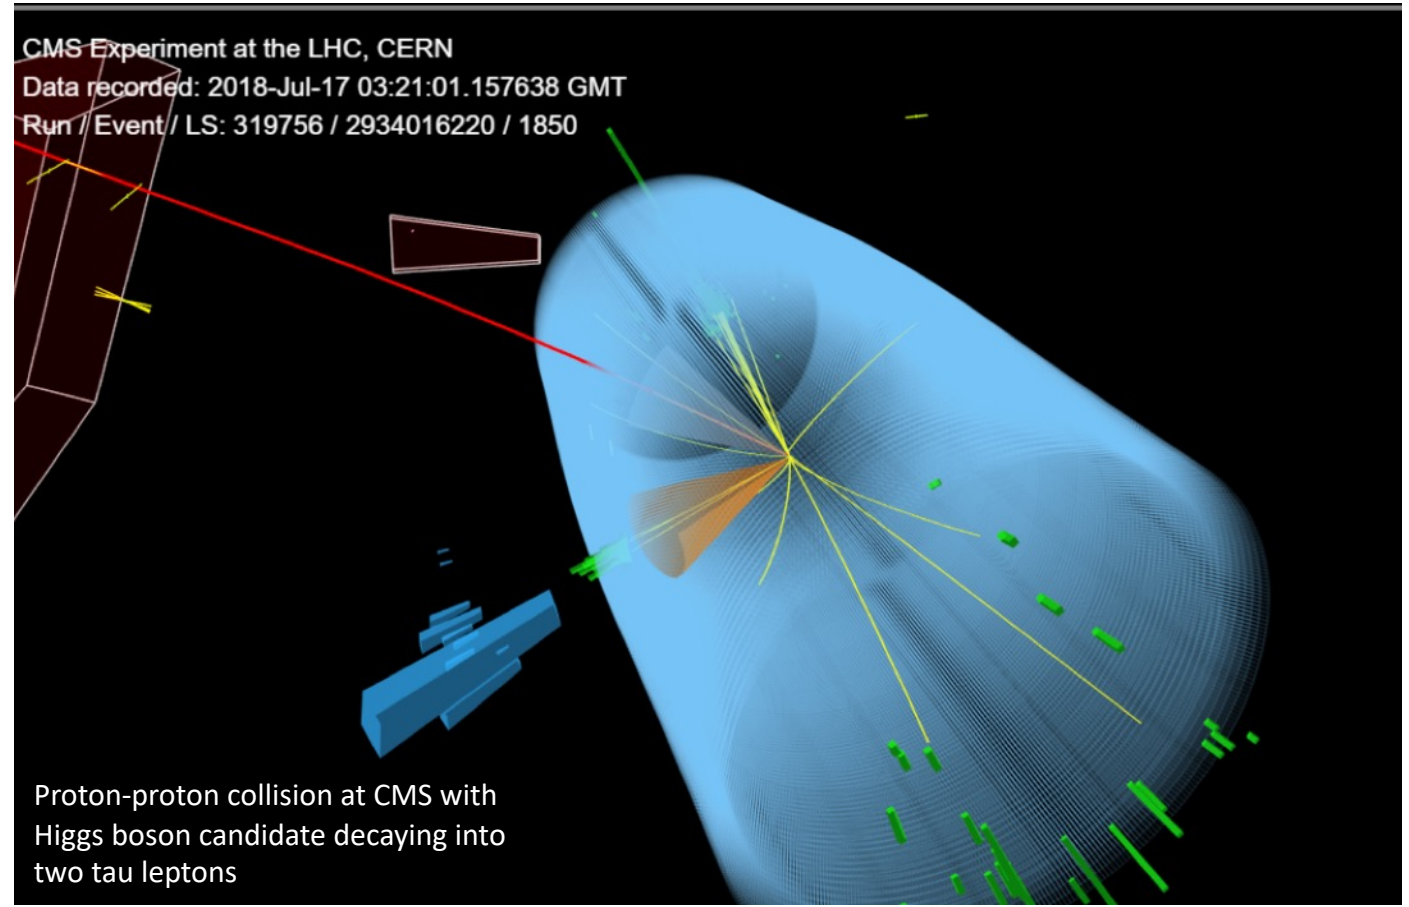 CMS Experiment at the LHC, CERN
Data recorded: 2018-Jul-17 03:21:01.157638 GMT
Run / Event / LS: 319756 / 2934016220 / 1850
Proton-proton collision at CMS with
Higgs boson candidate decaying into
two tau leptons